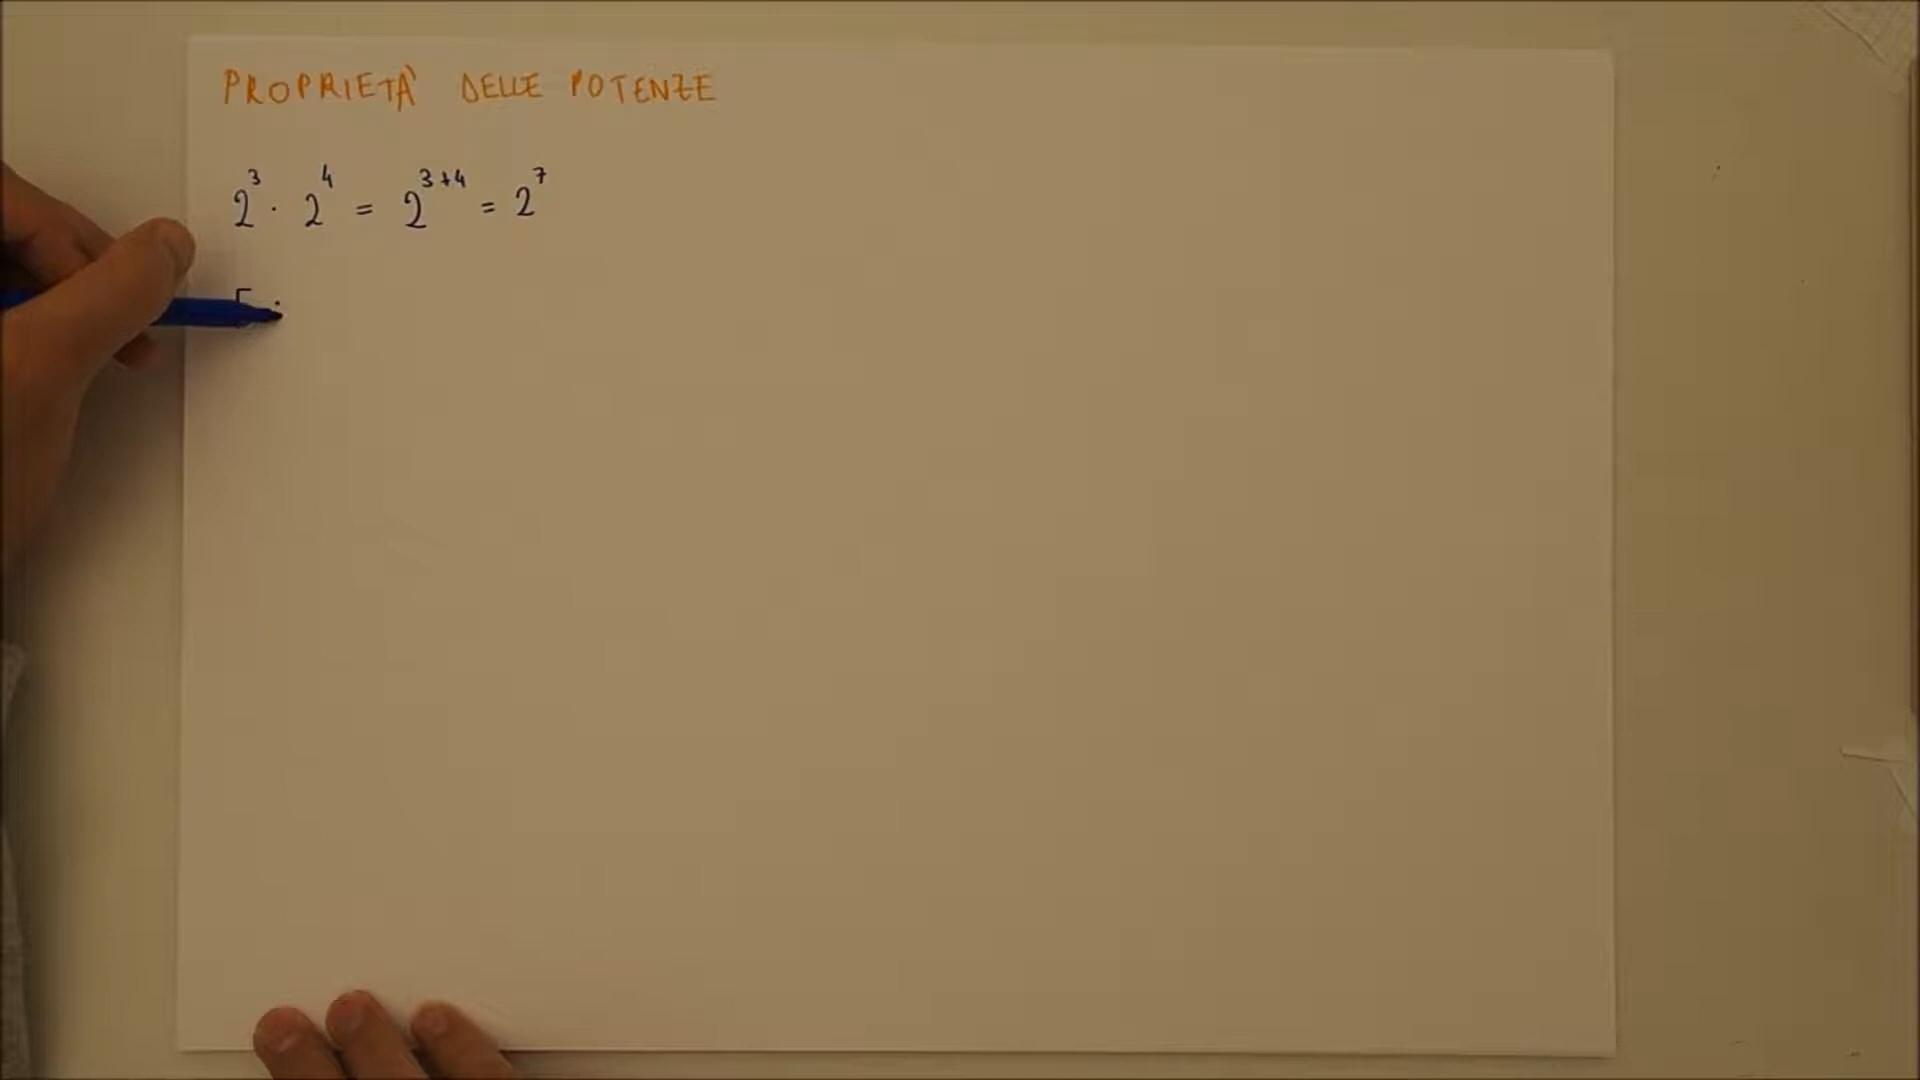 PROPRIETÀ DELLE POTENZE
2³ · 2⁴ = 2³⁺⁴ = 2⁷